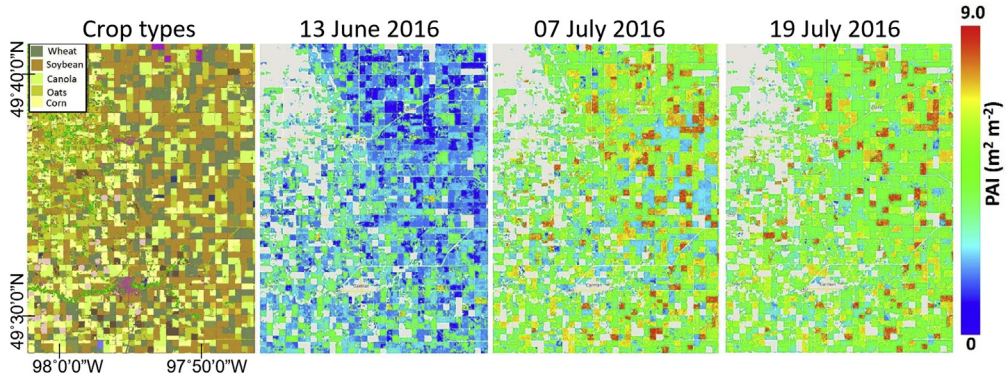 Crop types
13 June 2016
07 July 2016
19 July 2016
9.0
Wheat
Soybean
Canola
Oats
Corn
49°40'0"N
49°30'0"N
98°0'0"W
97°50'0"W
PAI (m² m⁻²)
0